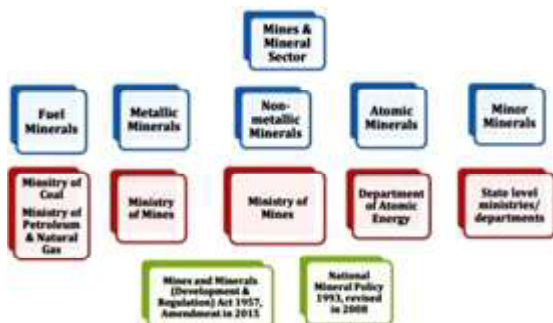 Mines &
Mineral
Sector
Fuel
Minerals
Metallic
Minerals
Non-
metallic
Minerals
Atomic
Minerals
Minor
Minerals
Minsitry of
Coal
Ministry of
Petroleum
& Natural
Gas
Ministry
of Mines
Ministry of
Mines
Department
of Atomic
Energy
State level
ministries/
departments
Mines and Minerals
(Development &
Regulation) Act 1957,
Amendment in 2015
National
Mineral Policy
1993, revised
in 2008